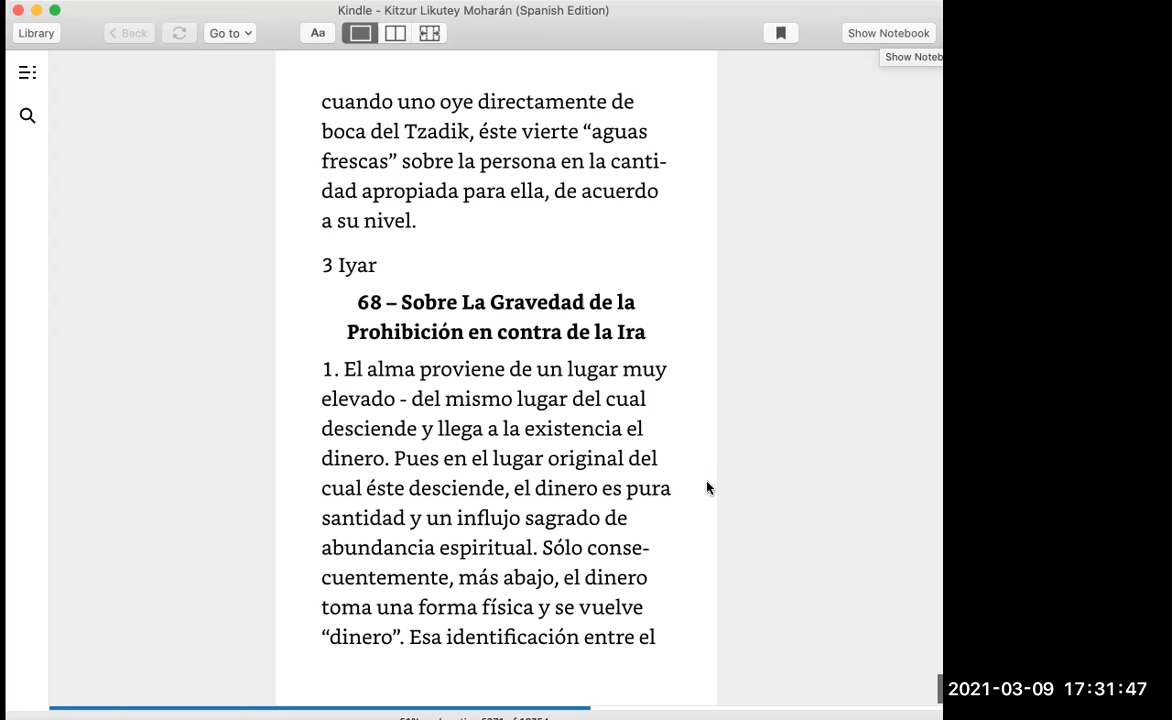 Kindle - Kitzur Likutey Moharán (Spanish Edition)
Library
Back
Go to
Aa
Show Notebook
Show Noteb
cuando uno oye directamente de
boca del Tzadik, éste vierte “aguas
frescas” sobre la persona en la canti-
dad apropiada para ella, de acuerdo
a su nivel.
3 Iyar
68 – Sobre La Gravedad de la
Prohibición en contra de la Ira
1. El alma proviene de un lugar muy
elevado - del mismo lugar del cual
desciende y llega a la existencia el
dinero. Pues en el lugar original del
cual éste desciende, el dinero es pura
santidad y un influjo sagrado de
abundancia espiritual. Sólo conse-
cuentemente, más abajo, el dinero
toma una forma física y se vuelve
“dinero”. Esa identificación entre el
2021-03-09 17:31:47